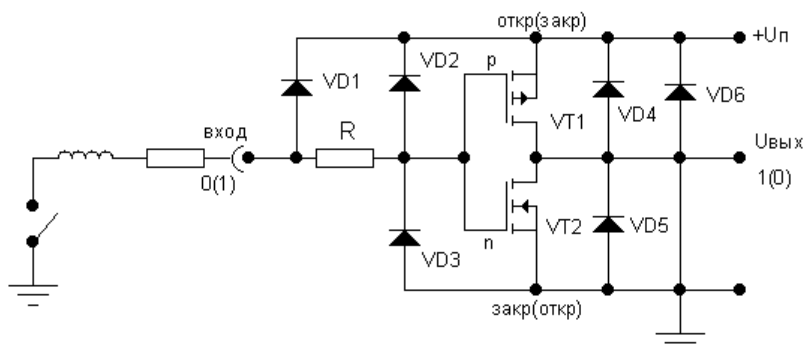 откр(закр)
+Uп
p
VD2
VD1
VD4
VD6
вход
R
VT1
Uвых
0(1)
1(0)
VT2
VD5
n
VD3
закр(откр)